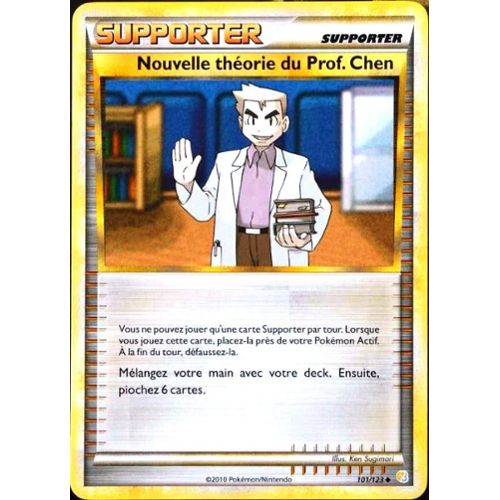 SUPPORTER
SUPPORTER
Nouvelle théorie du Prof. Chen
Vous ne pouvez jouer qu'une carte Supporter par tour. Lorsque
vous jouez cette carte, placez-la près de votre Pokémon Actif.
À la fin du tour, défaussez-la.
Mélangez votre main avec votre deck. Ensuite,
piochez 6 cartes.
Illus. Ken Sugimori
©2010 Pokémon/Nintendo
101/123